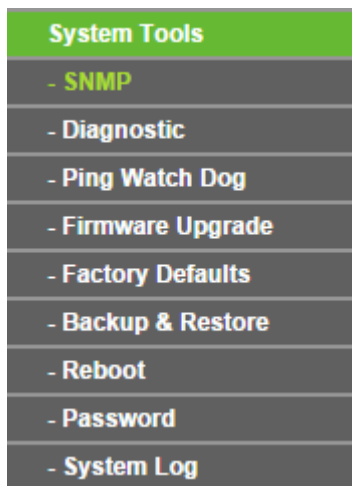 System Tools
- SNMP
- Diagnostic
- Ping Watch Dog
- Firmware Upgrade
- Factory Defaults
- Backup & Restore
- Reboot
- Password
- System Log